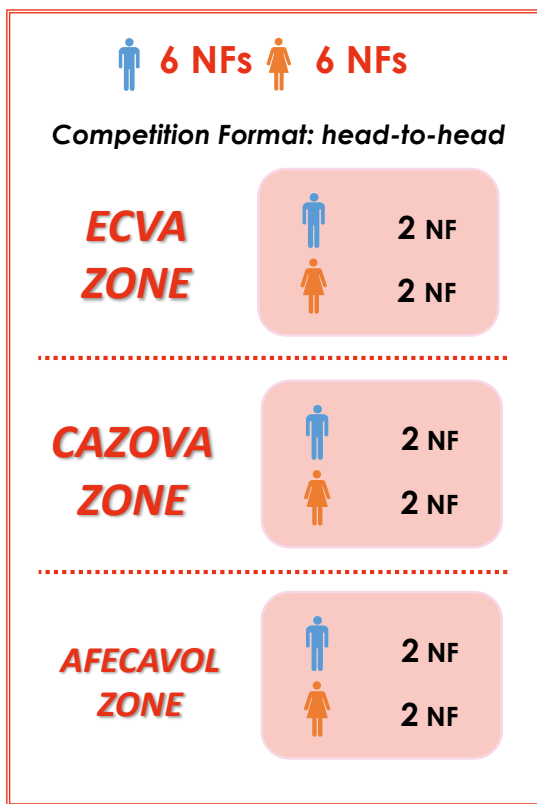 6 NFs 6 NFs
Competition Format: head-to-head
ECVA
ZONE
2 NF
2 NF
CAZOVA
ZONE
2 NF
2 NF
AFECAVOL
ZONE
2 NF
2 NF